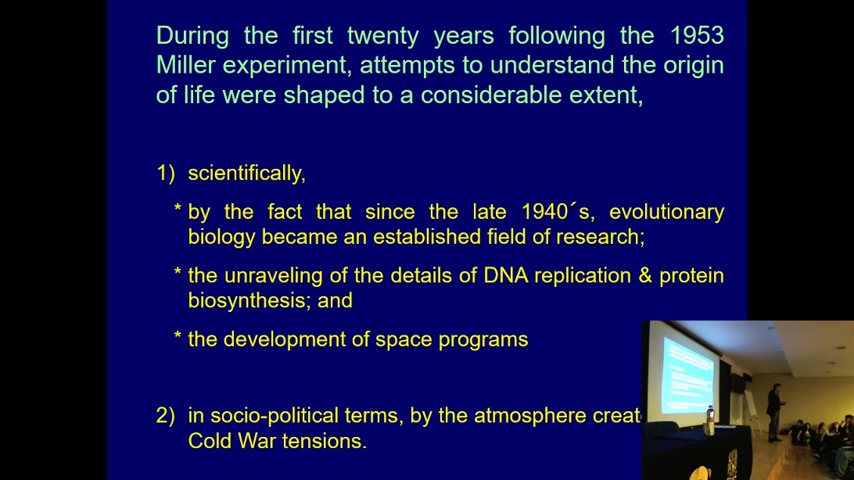 During the first twenty years following the 1953
Miller experiment, attempts to understand the origin
of life were shaped to a considerable extent,
1) scientifically,
* by the fact that since the late 1940´s, evolutionary
biology became an established field of research;
* the unraveling of the details of DNA replication & protein
biosynthesis; and
* the development of space programs
2) in socio-political terms, by the atmosphere
Cold War tensions.